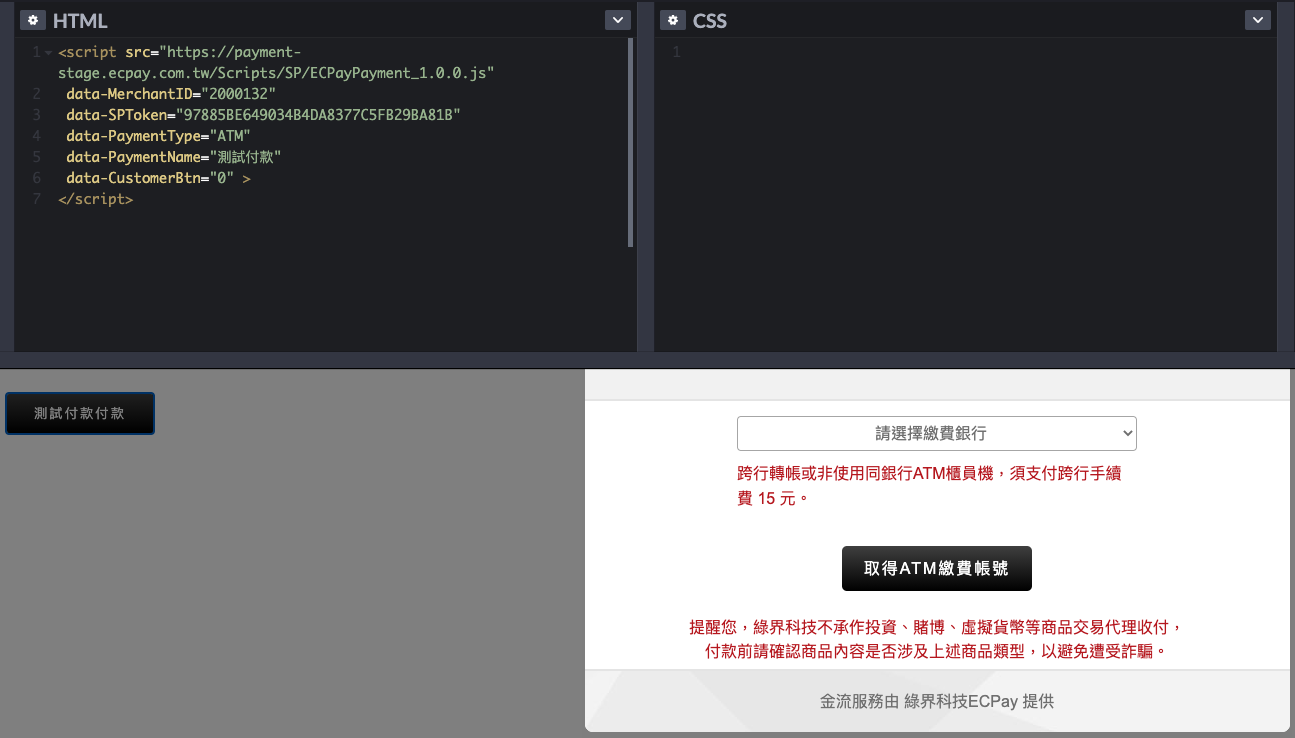 HTML
1 <script src="https://payment-
stage.ecpay.com.tw/Scripts/SP/ECPayPayment_1.0.0.js"
2 data-MerchantID="2000132"
3 data-SPToken="97885BE649034B4DA8377C5FB29BA81B"
4 data-PaymentType="ATM"
5 data-PaymentName="測試付款"
6 data-CustomerBtn="0" >
7 </script>
CSS
1
測試付款付款
請選擇繳費銀行
跨行轉帳或非使用同銀行ATM櫃員機，須支付跨行手續
費 15 元。
取得ATM繳費帳號
提醒您，綠界科技不承作投資、賭博、虛擬貨幣等商品交易代理收付，
付款前請確認商品內容是否涉及上述商品類型，以避免遭受詐騙。
金流服務由 綠界科技ECPay 提供